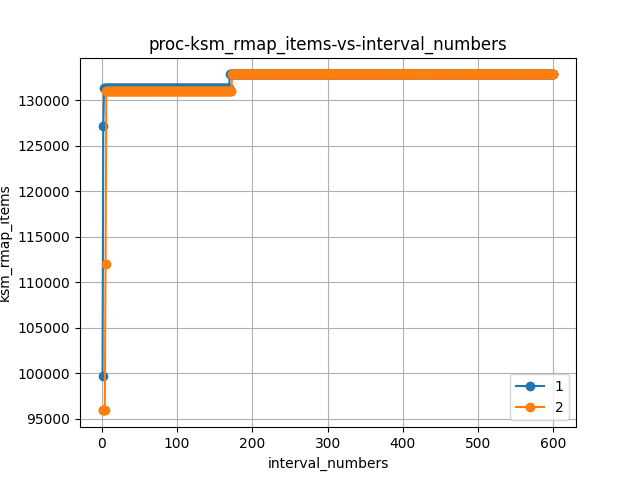 proc-ksm_rmap_items-vs-interval_numbers
130000
125000
120000
115000
110000
105000
100000
95000
ksm_rmap_items
0 100 200 300 400 500 600
interval_numbers
1
2